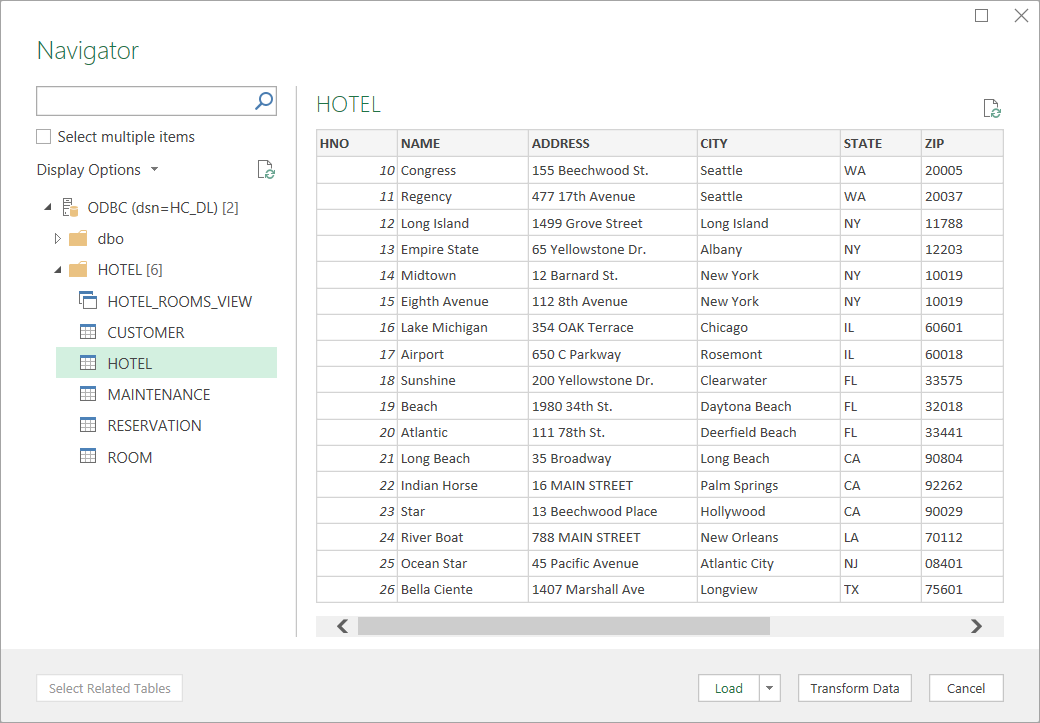 Navigator
Select multiple items
Display Options
ODBC (dsn=HC_DL) [2]
dbo
HOTEL [6]
HOTEL_ROOMS_VIEW
CUSTOMER
HOTEL
MAINTENANCE
RESERVATION
ROOM
HOTEL
HNO NAME ADDRESS CITY STATE ZIP
10 Congress 155 Beechwood St. Seattle WA 20005
11 Regency 477 17th Avenue Seattle WA 20037
12 Long Island 1499 Grove Street Long Island NY 11788
13 Empire State 65 Yellowstone Dr. Albany NY 12203
14 Midtown 12 Barnard St. New York NY 10019
15 Eighth Avenue 112 8th Avenue New York NY 10019
16 Lake Michigan 354 OAK Terrace Chicago IL 60601
17 Airport 650 C Parkway Rosemont IL 60018
18 Sunshine 200 Yellowstone Dr. Clearwater FL 33575
19 Beach 1980 34th St. Daytona Beach FL 32018
20 Atlantic 111 78th St. Deerfield Beach FL 33441
21 Long Beach 35 Broadway Long Beach CA 90804
22 Indian Horse 16 MAIN STREET Palm Springs CA 92262
23 Star 13 Beechwood Place Hollywood CA 90029
24 River Boat 788 MAIN STREET New Orleans LA 70112
25 Ocean Star 45 Pacific Avenue Atlantic City NJ 08401
26 Bella Ciente 1407 Marshall Ave Longview TX 75601
Select Related Tables Load Transform Data Cancel